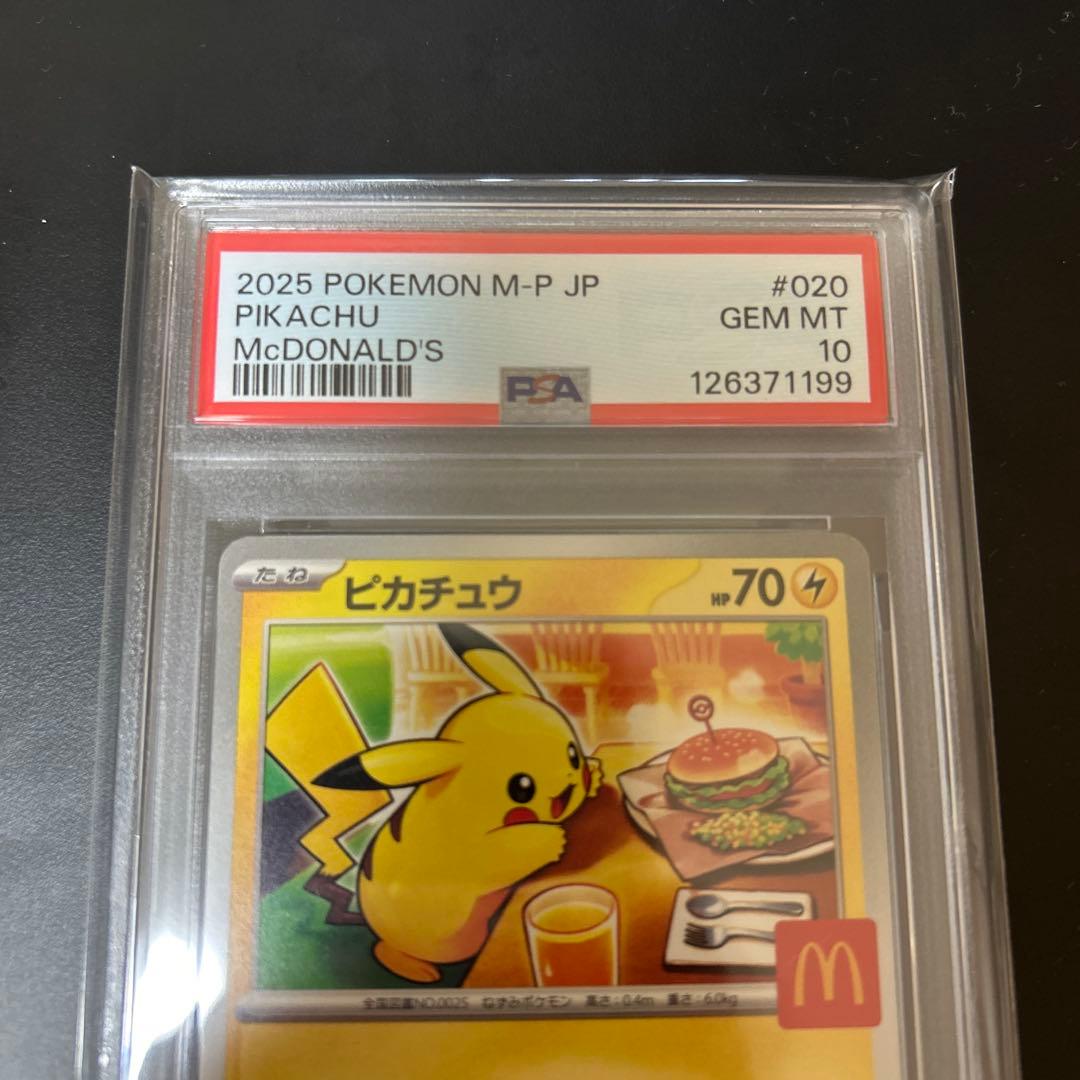 2025 POKEMON M-P JP #020
PIKACHU GEM MT
McDONALD'S 10
PSA 126371199
たね ピカチュウ HP 70
全国図鑑NO.0025 ねずみポケモン 高さ:0.4m 重さ:6.0kg